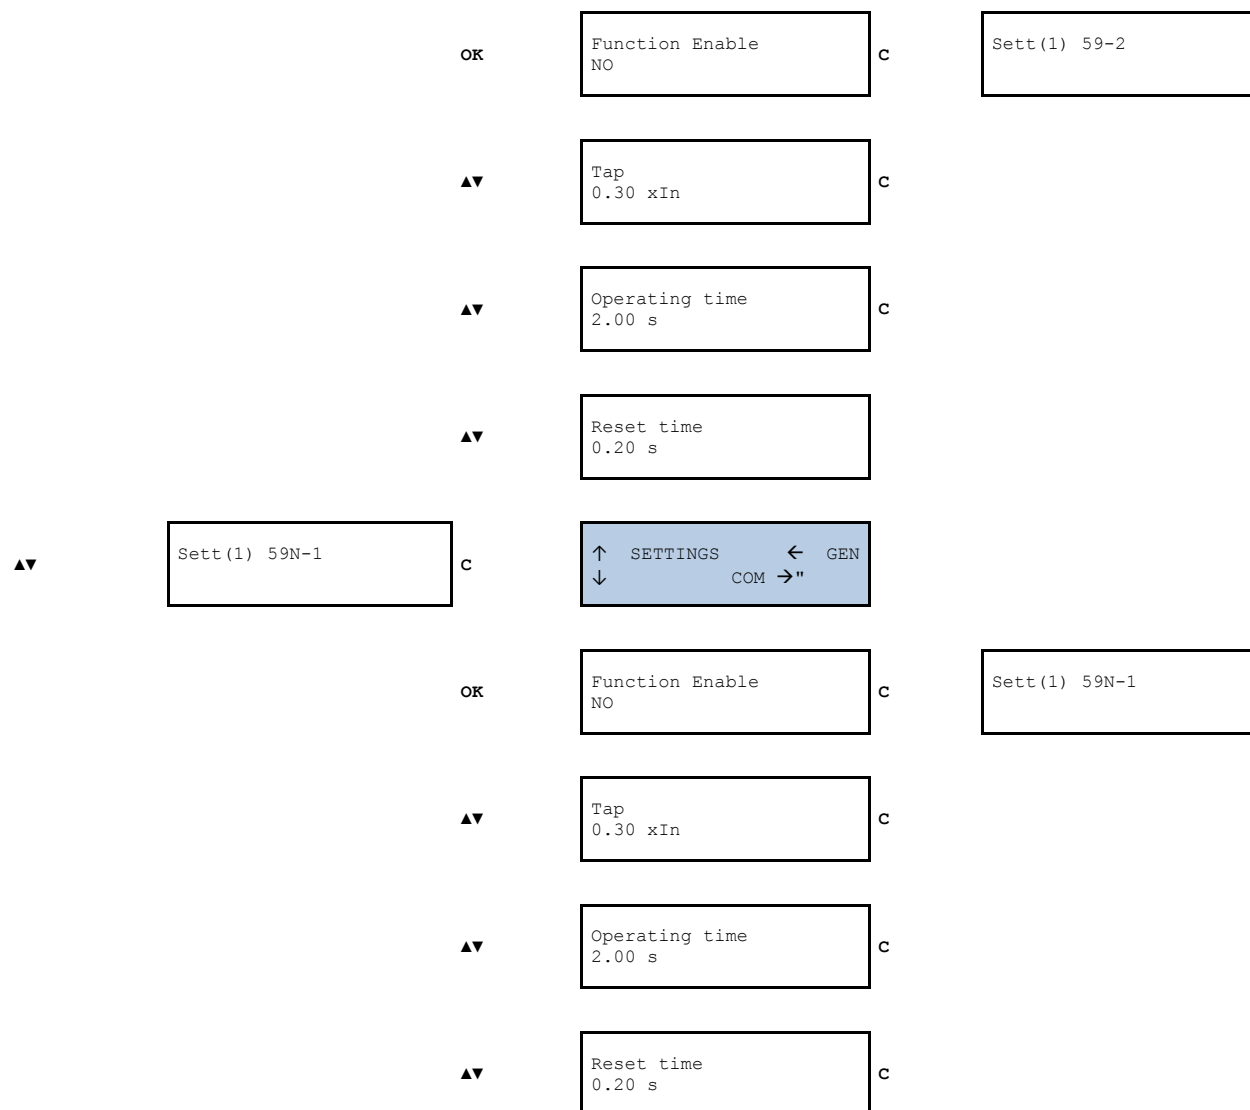 OK
Function Enable
NO
C
Sett(1) 59-2
▲▼
Tap
0.30 xIn
C
▲▼
Operating time
2.00 s
C
▲▼
Reset time
0.20 s
▲▼
Sett(1) 59N-1
C
↑ SETTINGS ← GEN
↓ COM →"
OK
Function Enable
NO
C
Sett(1) 59N-1
▲▼
Tap
0.30 xIn
C
▲▼
Operating time
2.00 s
C
▲▼
Reset time
0.20 s
C